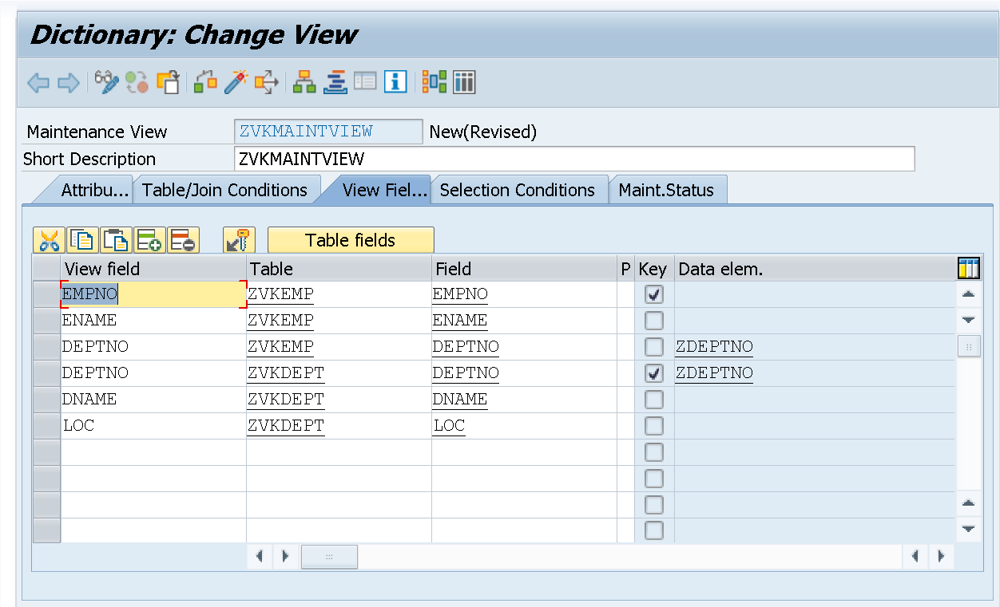 Dictionary: Change View
Maintenance View ZVKMAINTVIEW New(Revised)
Short Description ZVKMAINTVIEW
Attribu... Table/Join Conditions View Fiel... Selection Conditions Maint.Status
Table fields
View field Table Field P Key Data elem.
EMPNO ZVKEMP EMPNO
ENAME ZVKEMP ENAME
DEPTNO ZVKEMP DEPTNO ZDEPTNO
DEPTNO ZVKDEPT DEPTNO ZDEPTNO
DNAME ZVKDEPT DNAME
LOC ZVKDEPT LOC